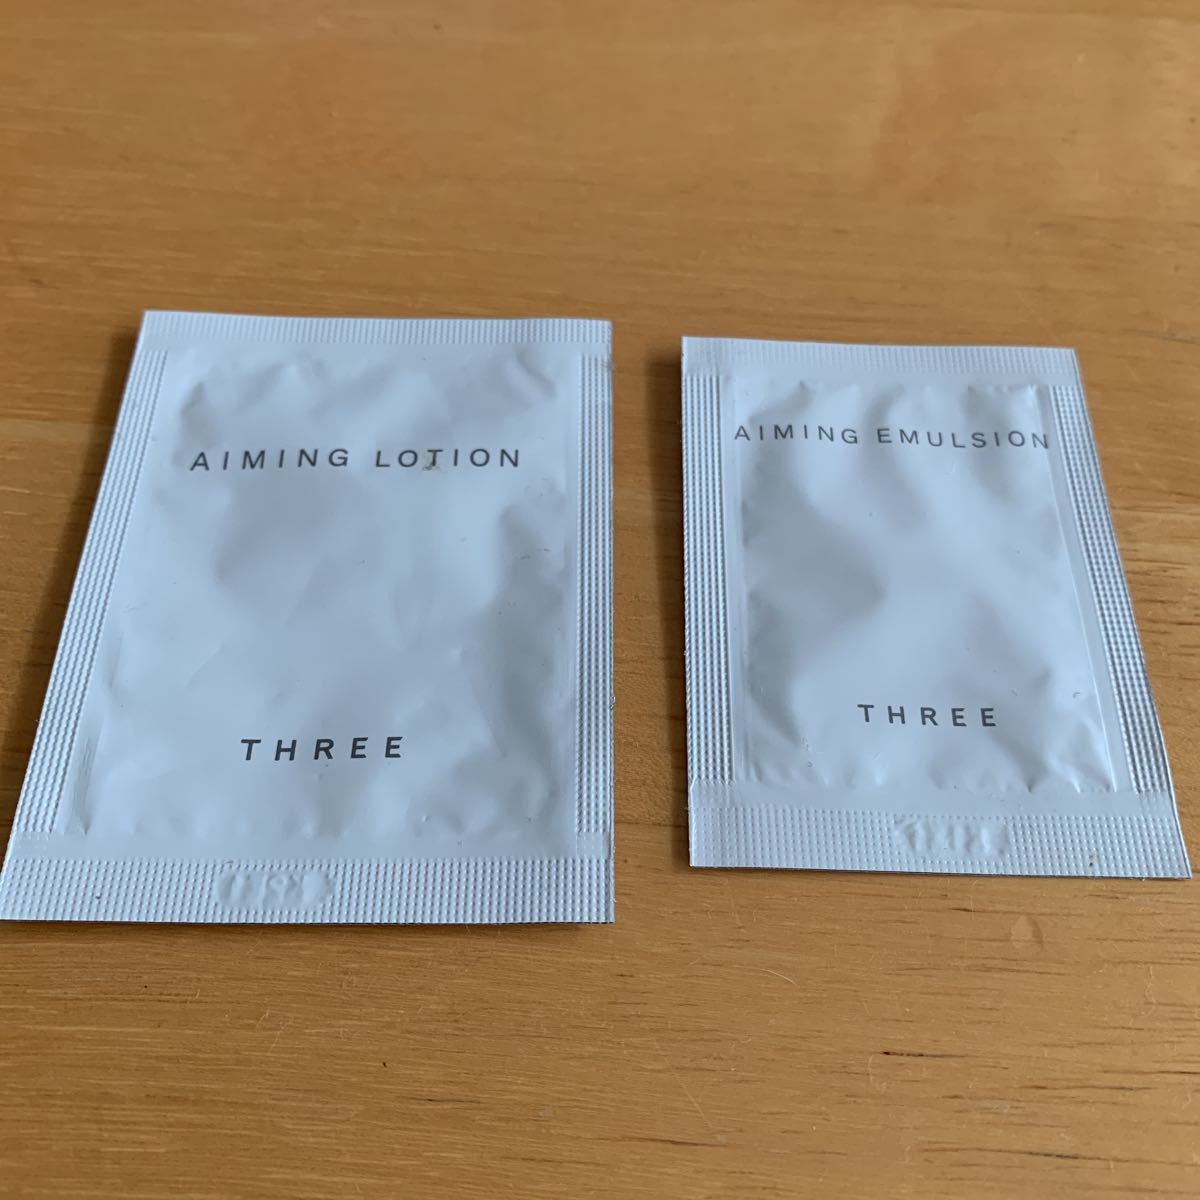 AIMING LOTION
THREE
AIMING EMULSION
THREE